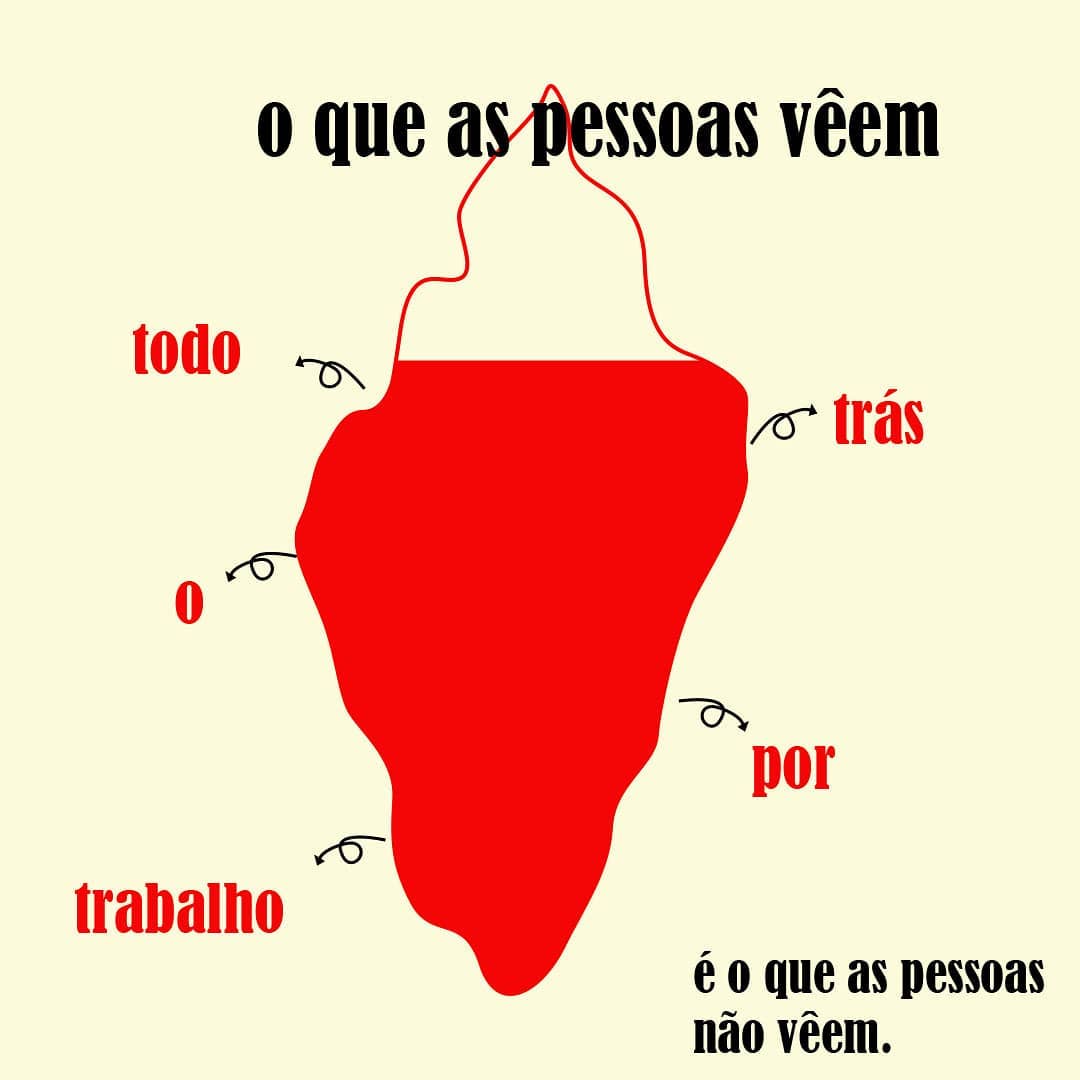 o que as pessoas vêem
todo
o
trabalho
por
trás
é o que as pessoas
não vêem.